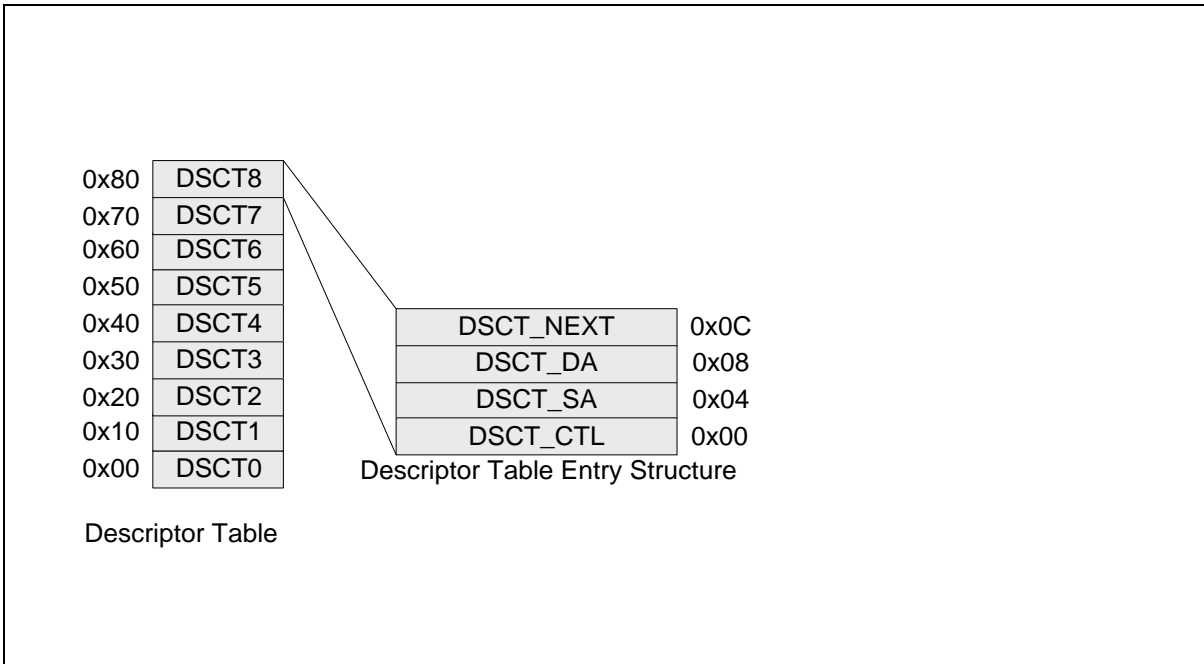 0x80 DSCT8
0x70 DSCT7
0x60 DSCT6
0x50 DSCT5
0x40 DSCT4
0x30 DSCT3
0x20 DSCT2
0x10 DSCT1
0x00 DSCT0
Descriptor Table
DSCT_NEXT 0x0C
DSCT_DA 0x08
DSCT_SA 0x04
DSCT_CTL 0x00
Descriptor Table Entry Structure